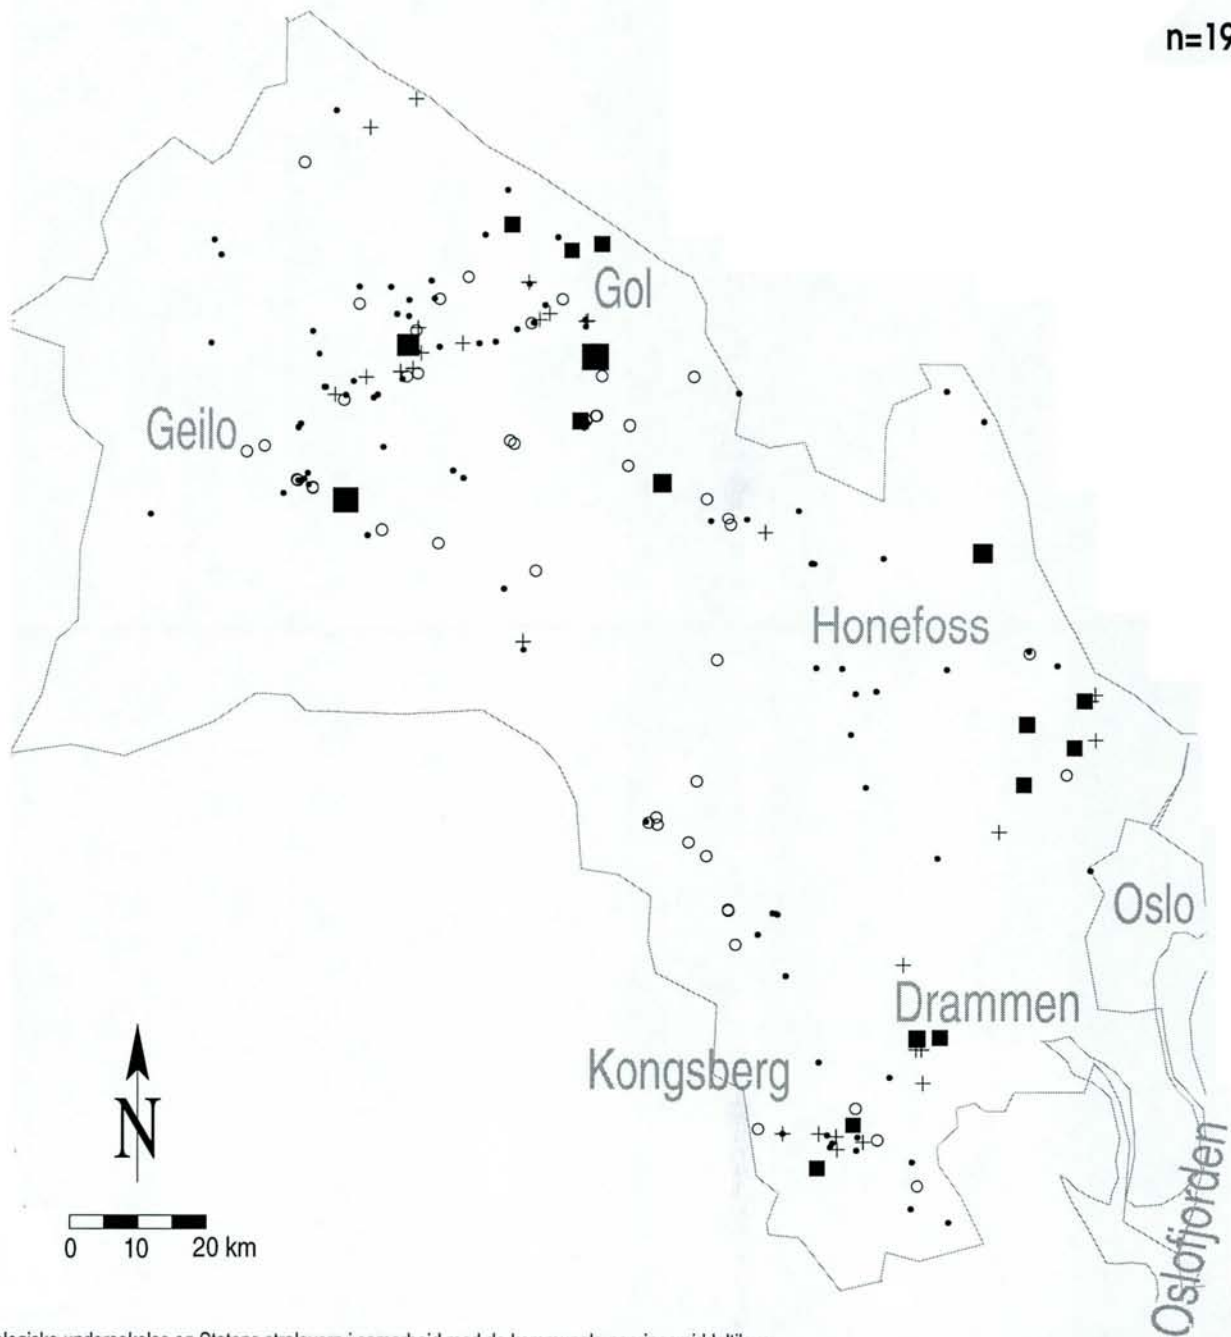 n=19
Gol
Geilo
Honefoss
Oslo
Drammen
Kongsberg
N
0 10 20 km
Oslofjorden